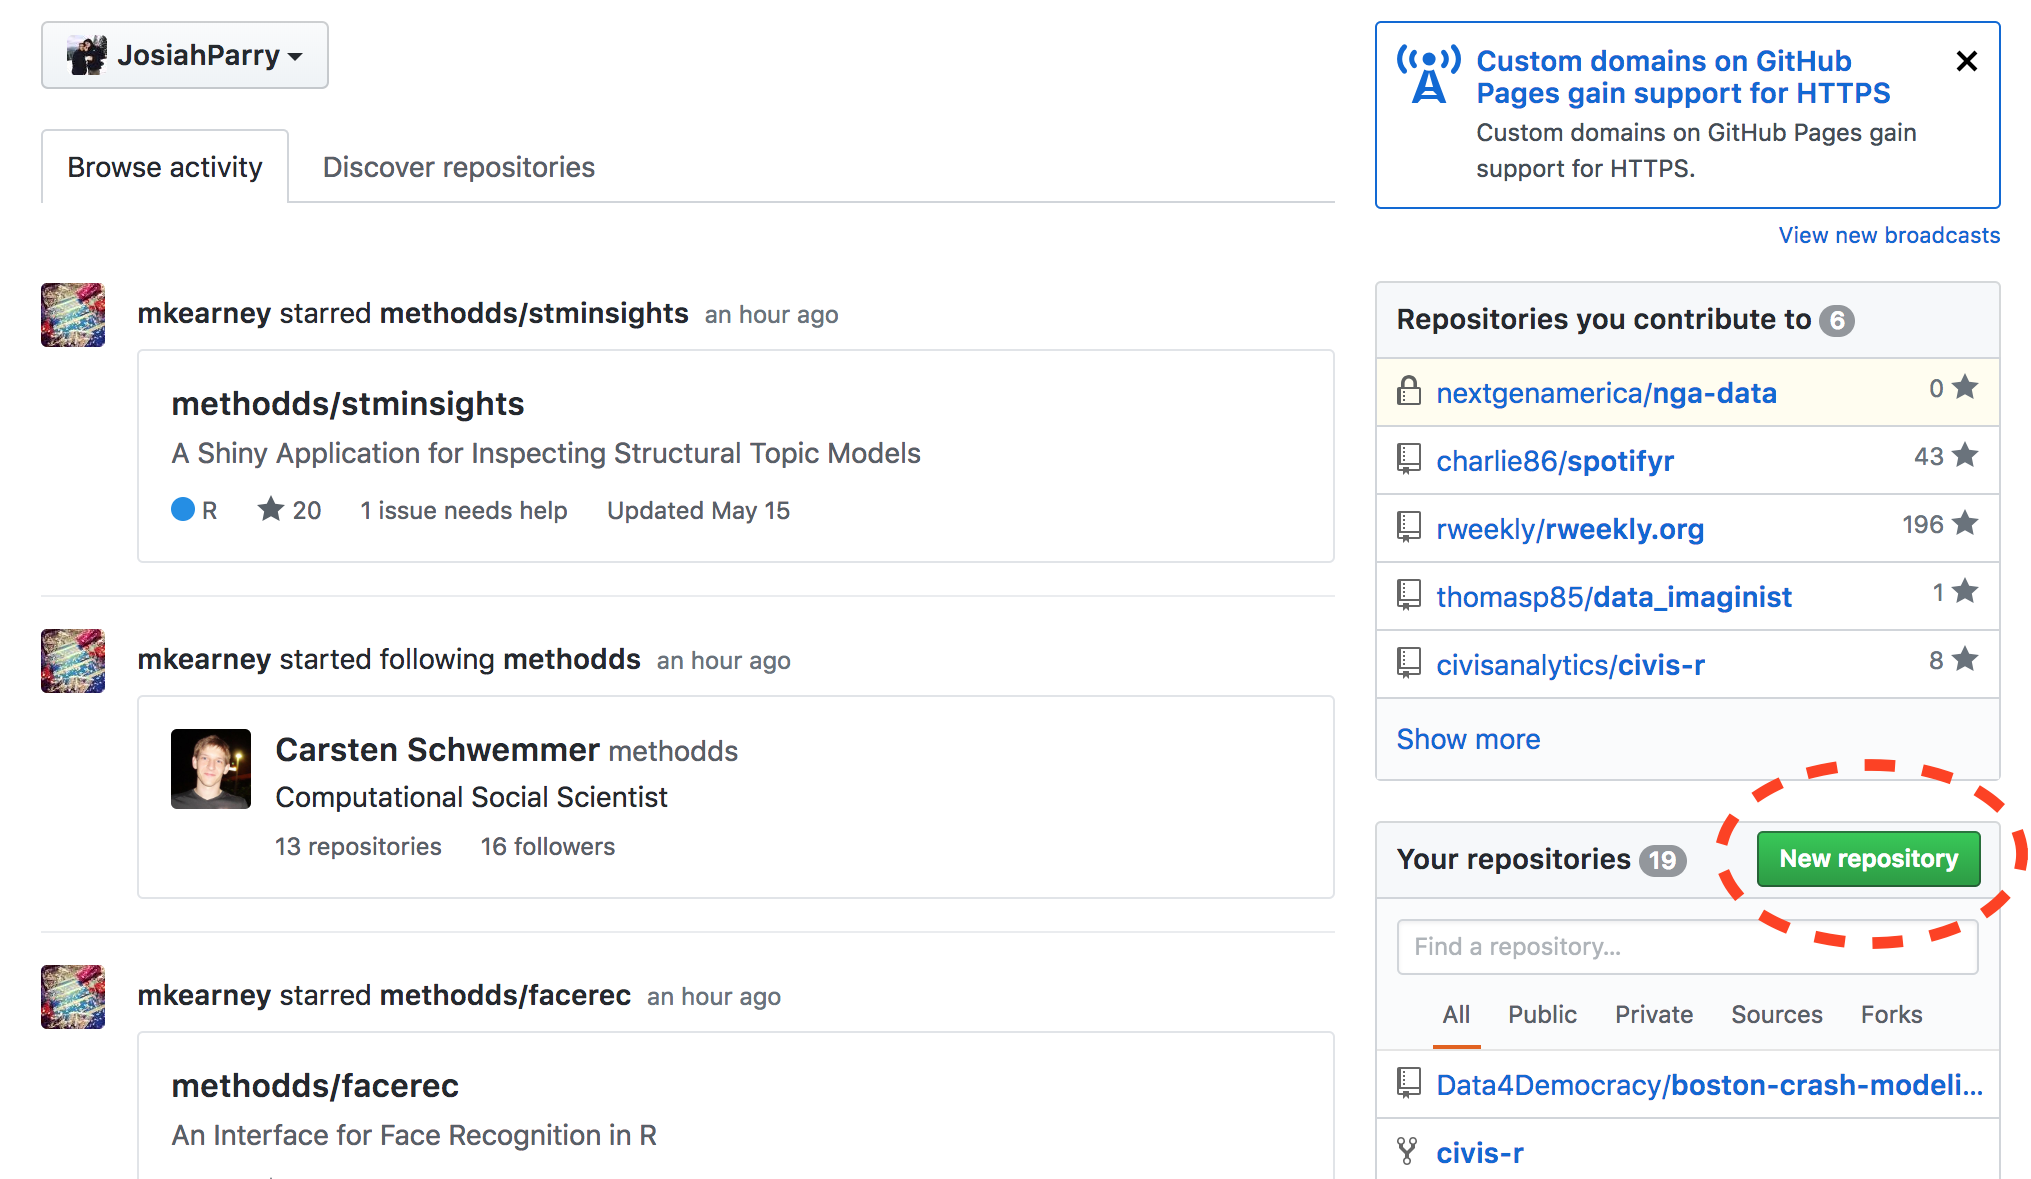 JosiahParry
Browse activity
Discover repositories
mkearney starred methodds/stminsights an hour ago
methodds/stminsights
A Shiny Application for Inspecting Structural Topic Models
R 20 1 issue needs help Updated May 15
mkearney started following methodds an hour ago
Carsten Schwemmer methodds
Computational Social Scientist
13 repositories 16 followers
mkearney starred methodds/facerec an hour ago
methodds/facerec
An Interface for Face Recognition in R
Custom domains on GitHub
Pages gain support for HTTPS
Custom domains on GitHub Pages gain
support for HTTPS.
View new broadcasts
Repositories you contribute to 6
nextgenamerica/nga-data 0
charlie86/spotifyr 43
rweekly/rweekly.org 196
thomasp85/data_imaginist 1
civisanalytics/civis-r 8
Show more
Your repositories 19
New repository
Find a repository...
All Public Private Sources Forks
Data4Democracy/boston-crash-modeli...
civis-r